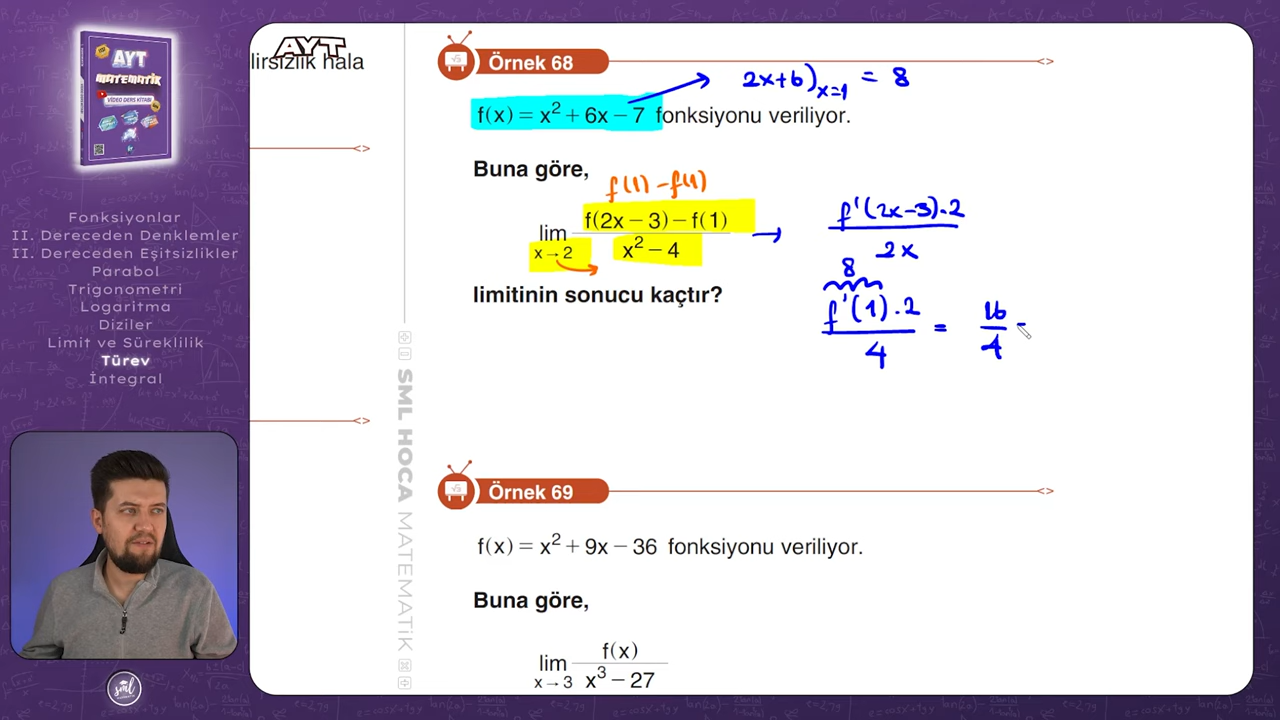 AYT
MATEMATİK
VİDEO DERS KİTABI
Fonksiyonlar
II. Dereceden Denklemler
II. Dereceden Eşitsizlikler
Parabol
Trigonometri
Logaritma
Diziler
Limit ve Süreklilik
Türev
İntegral
sml
AYT
lirsizlik hala
SML HOCA MATEMATİK
Örnek 68
2x+6)x=1 = 8
f(x) = x² + 6x − 7 fonksiyonu veriliyor.
Buna göre,
f(1) − f(1)
lim x→2 f(2x − 3) − f(1) / x² − 4 → f'(2x−3).2 / 2x
limitinin sonucu kaçtır?
8
f'(1).2 / 4 = 16 / 4 =
Örnek 69
f(x) = x² + 9x − 36 fonksiyonu veriliyor.
Buna göre,
lim x→3 f(x) / x³ − 27